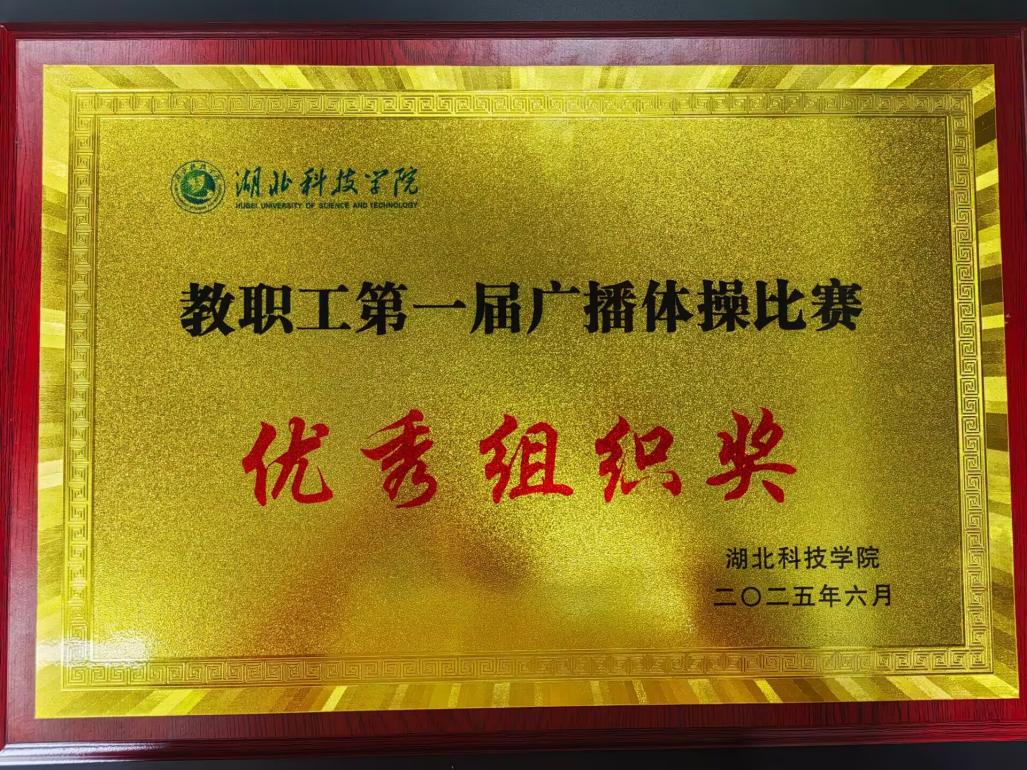 湖北科技学院
HUBEI UNIVERSITY OF SCIENCE AND TECHNOLOGY
教职工第一届广播体操比赛
优秀组织奖
湖北科技学院
二〇二五年六月